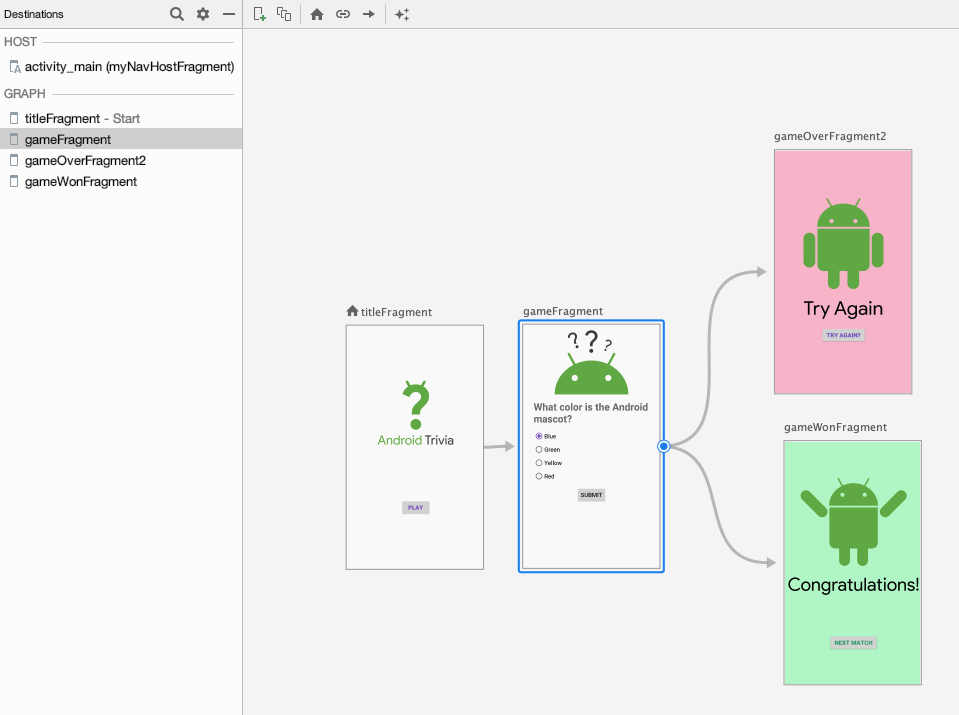 Destinations
HOST
activity_main (myNavHostFragment)
GRAPH
titleFragment - Start
gameFragment
gameOverFragment2
gameWonFragment
titleFragment
?
Android Trivia
PLAY
gameFragment
? ? ?
What color is the Android
mascot?
Blue
Green
Yellow
Red
SUBMIT
gameOverFragment2
Try Again
TRY AGAIN?
gameWonFragment
Congratulations!
NEXT MATCH